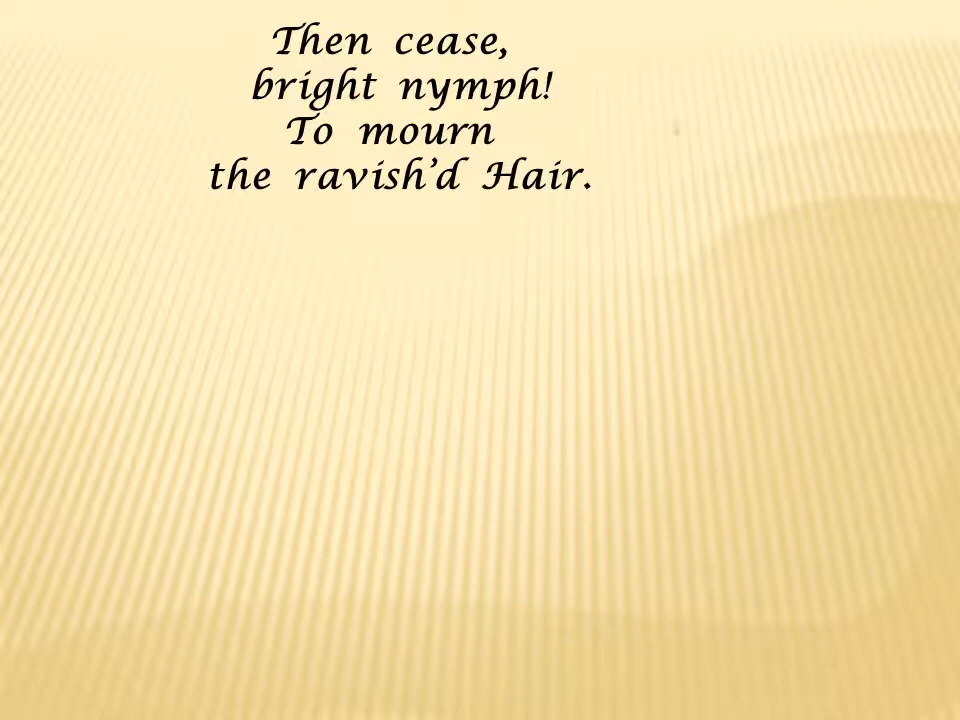 Then cease,
bright nymph!
To mourn
the ravish’d Hair.